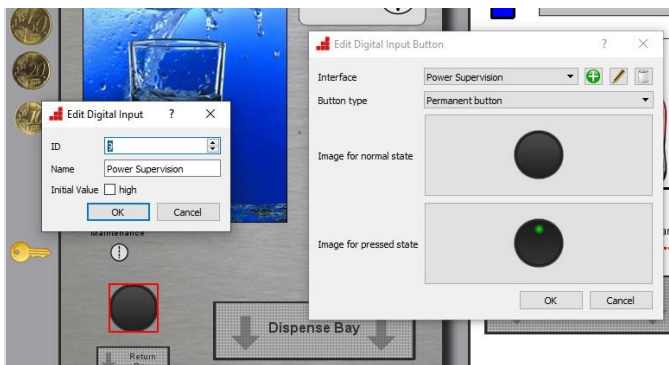 Edit Digital Input Button
Interface
Power Supervision
Button type
Permanent button
Image for normal state
Image for pressed state
OK
Cancel
Edit Digital Input
ID
3
Name
Power Supervision
Initial Value
high
OK
Cancel
Maintenance
Dispense Bay
Return